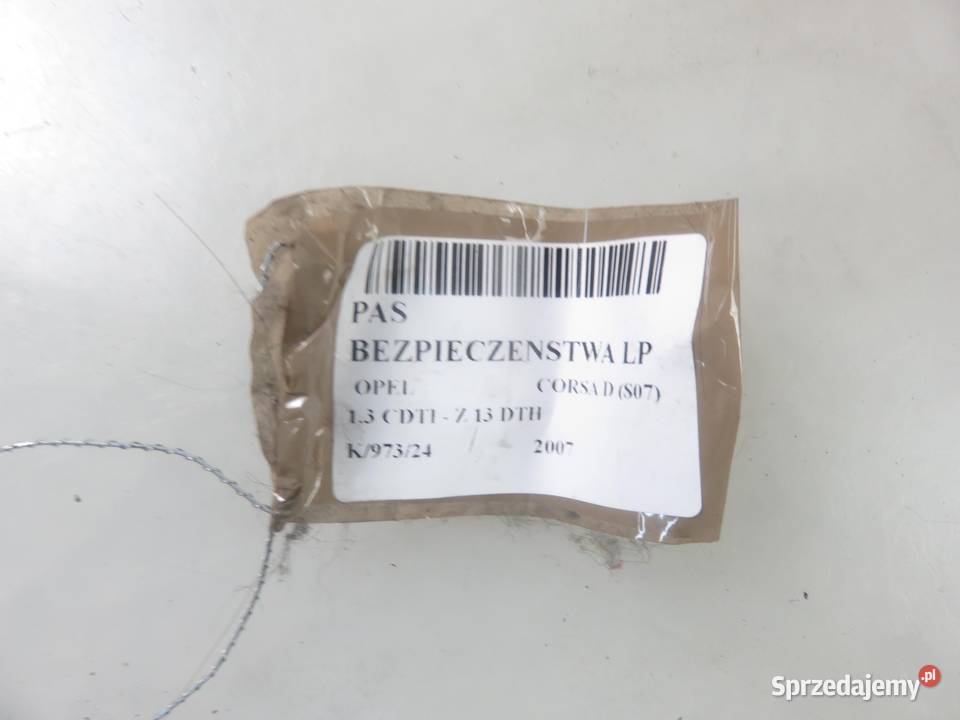 PAS
BEZPIECZENSTWA LP
OPEL CORSA D (S07)
1.3 CDTI - Z 13 DTH
K/973/24 2007
Sprzedajemy.pl